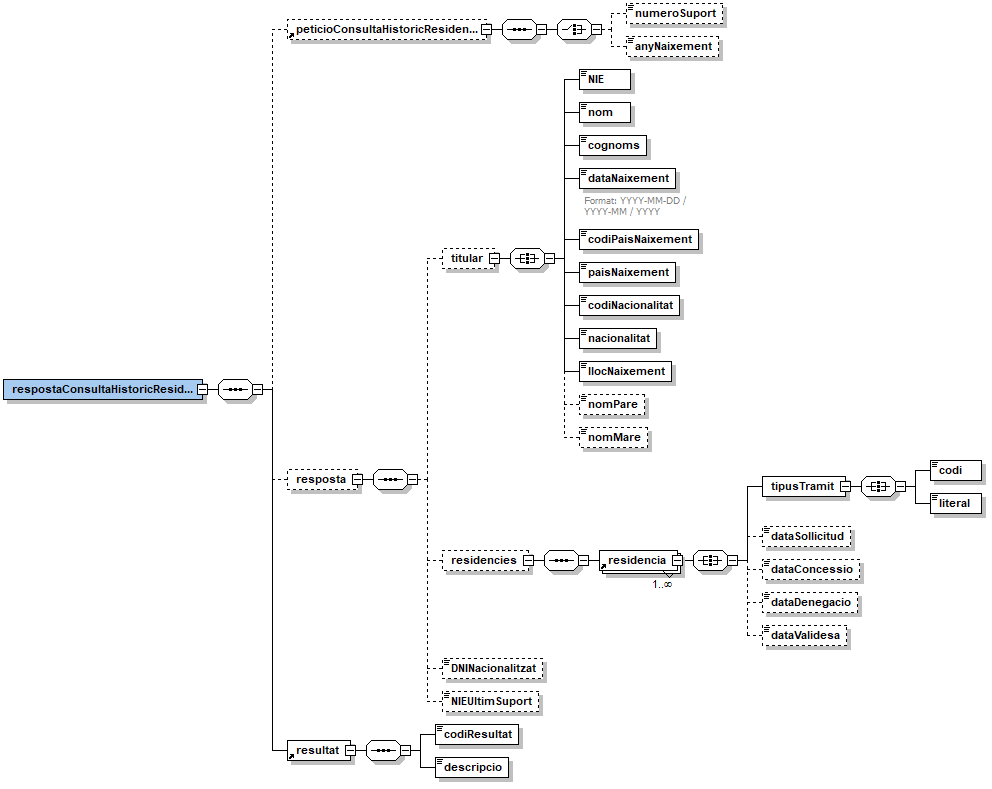 peticioConsultaHistoricResiden...
numeroSuport
anyNaixement
NIE
nom
cognoms
dataNaixement
Format: YYYY-MM-DD /
YYYY-MM / YYYY
codiPaisNaixement
paisNaixement
codiNacionalitat
nacionalitat
llocNaixement
nomPare
nomMare
titular
respostaConsultaHistoricResid...
resposta
residencies
residencia
1..∞
tipusTramit
codi
literal
dataSollicitud
dataConcessio
dataDenegacio
dataValidesa
DNINacionalitzat
NIEUltimSuport
resultat
codiResultat
descripcio